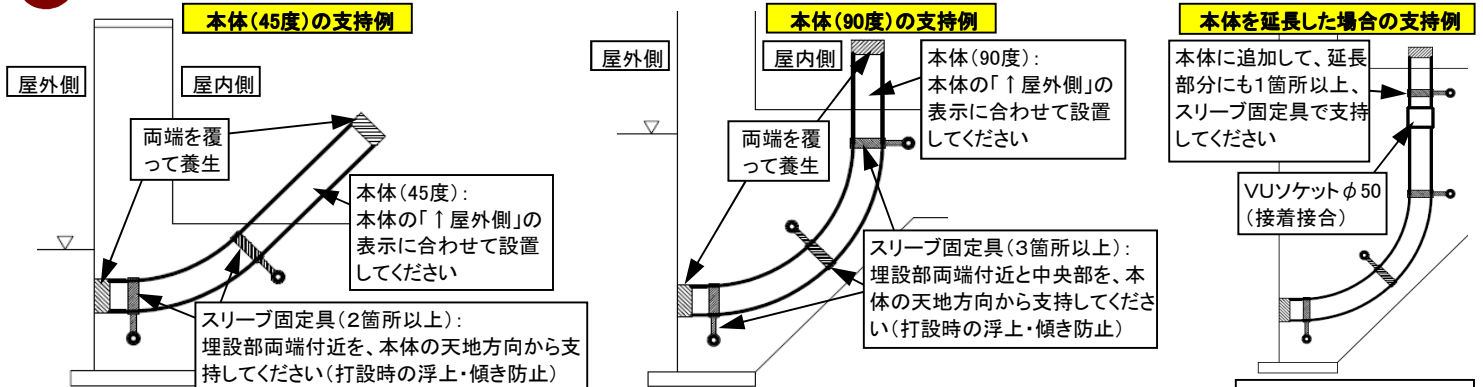 本体(45度)の支持例
屋外側
屋内側
両端を覆
って養生
本体(45度):
本体の「↑屋外側」の
表示に合わせて設置
してください
スリーブ固定具(2箇所以上):
埋設部両端付近を、本体の天地方向から支
持してください(打設時の浮上・傾き防止)
本体(90度)の支持例
屋外側
屋内側
本体(90度):
本体の「↑屋外側」の
表示に合わせて設置
してください
両端を覆
って養生
スリーブ固定具(3箇所以上):
埋設部両端付近と中央部を、本
体の天地方向から支持してくださ
い(打設時の浮上・傾き防止)
本体を延長した場合の支持例
本体に追加して、延長
部分にも1箇所以上、
スリーブ固定具で支持
してください
VUソケットφ50
(接着接合)